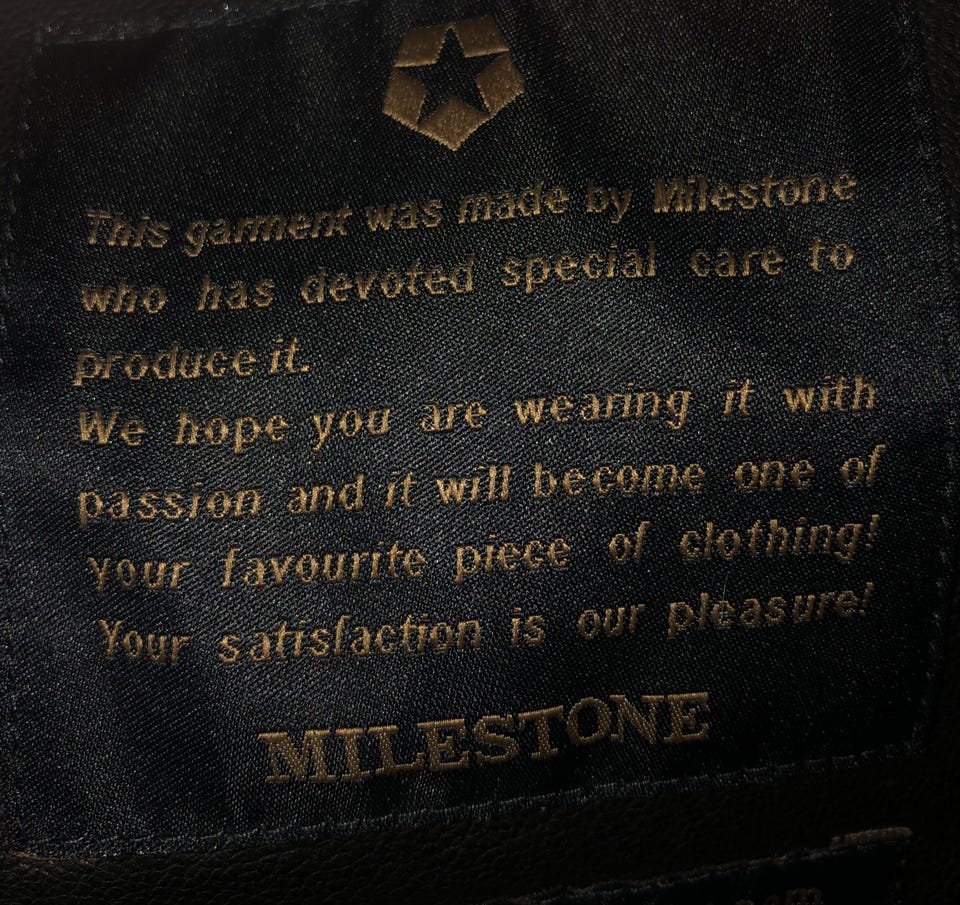 This garment was made by Milestone
who has devoted special care to
produce it.
We hope you are wearing it with
passion and it will become one of
your favourite piece of clothing!
Your satisfaction is our pleasure!
MILESTONE